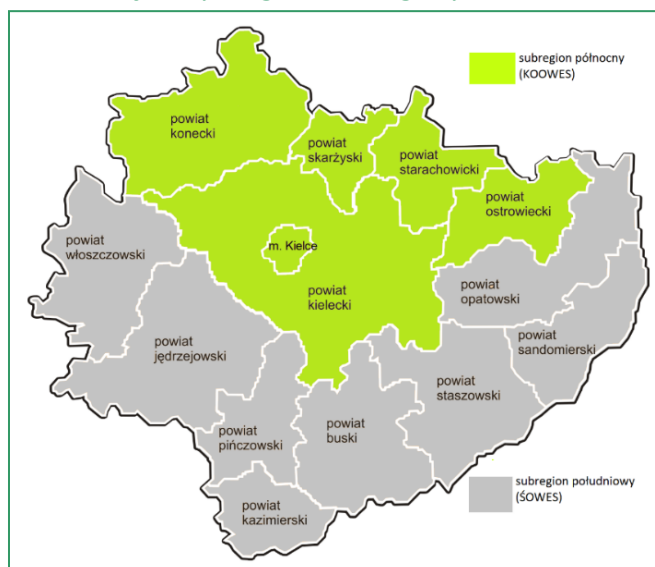 subregion północny
(KOOWES)
powiat
konecki
powiat
skarżyski
powiat
starachowicki
powiat
ostrowiecki
powiat
włoszczowski
m. Kielce
powiat
kielecki
powiat
opatowski
powiat
jędrzejowski
powiat
sandomierski
powiat
staszowski
powiat
pińczowski
powiat
buski
subregion południowy
(ŚOWES)
powiat
kazimierski